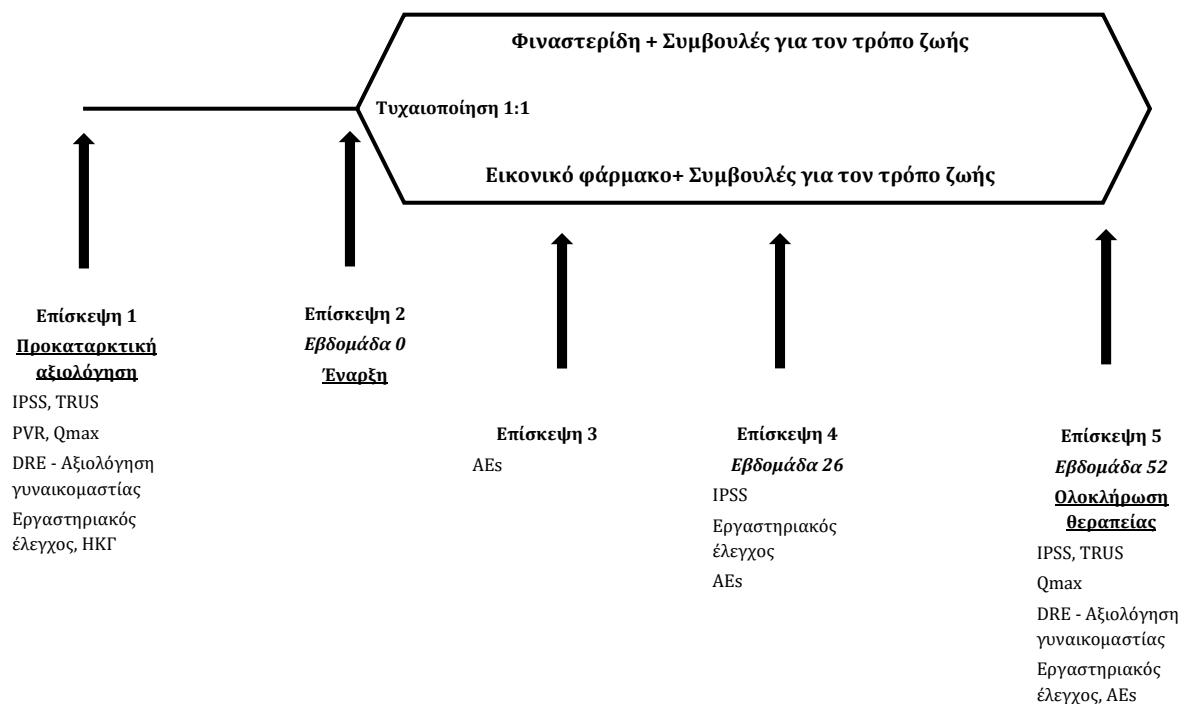 Φιναστερίδη + Συμβουλές για τον τρόπο ζωής
Τυχαιοποίηση 1:1
Εικονικό φάρμακο+ Συμβουλές για τον τρόπο ζωής
Επίσκεψη 1
Προκαταρκτική
αξιολόγηση
IPSS, TRUS
PVR, Qmax
DRE - Αξιολόγηση
γυναικομαστίας
Εργαστηριακός
έλεγχος, ΗΚΓ
Επίσκεψη 2
Εβδομάδα 0
Έναρξη
Επίσκεψη 3
AEs
Επίσκεψη 4
Εβδομάδα 26
IPSS
Εργαστηριακός
έλεγχος
AEs
Επίσκεψη 5
Εβδομάδα 52
Ολοκλήρωση
θεραπείας
IPSS, TRUS
Qmax
DRE - Αξιολόγηση
γυναικομαστίας
Εργαστηριακός
έλεγχος, AEs